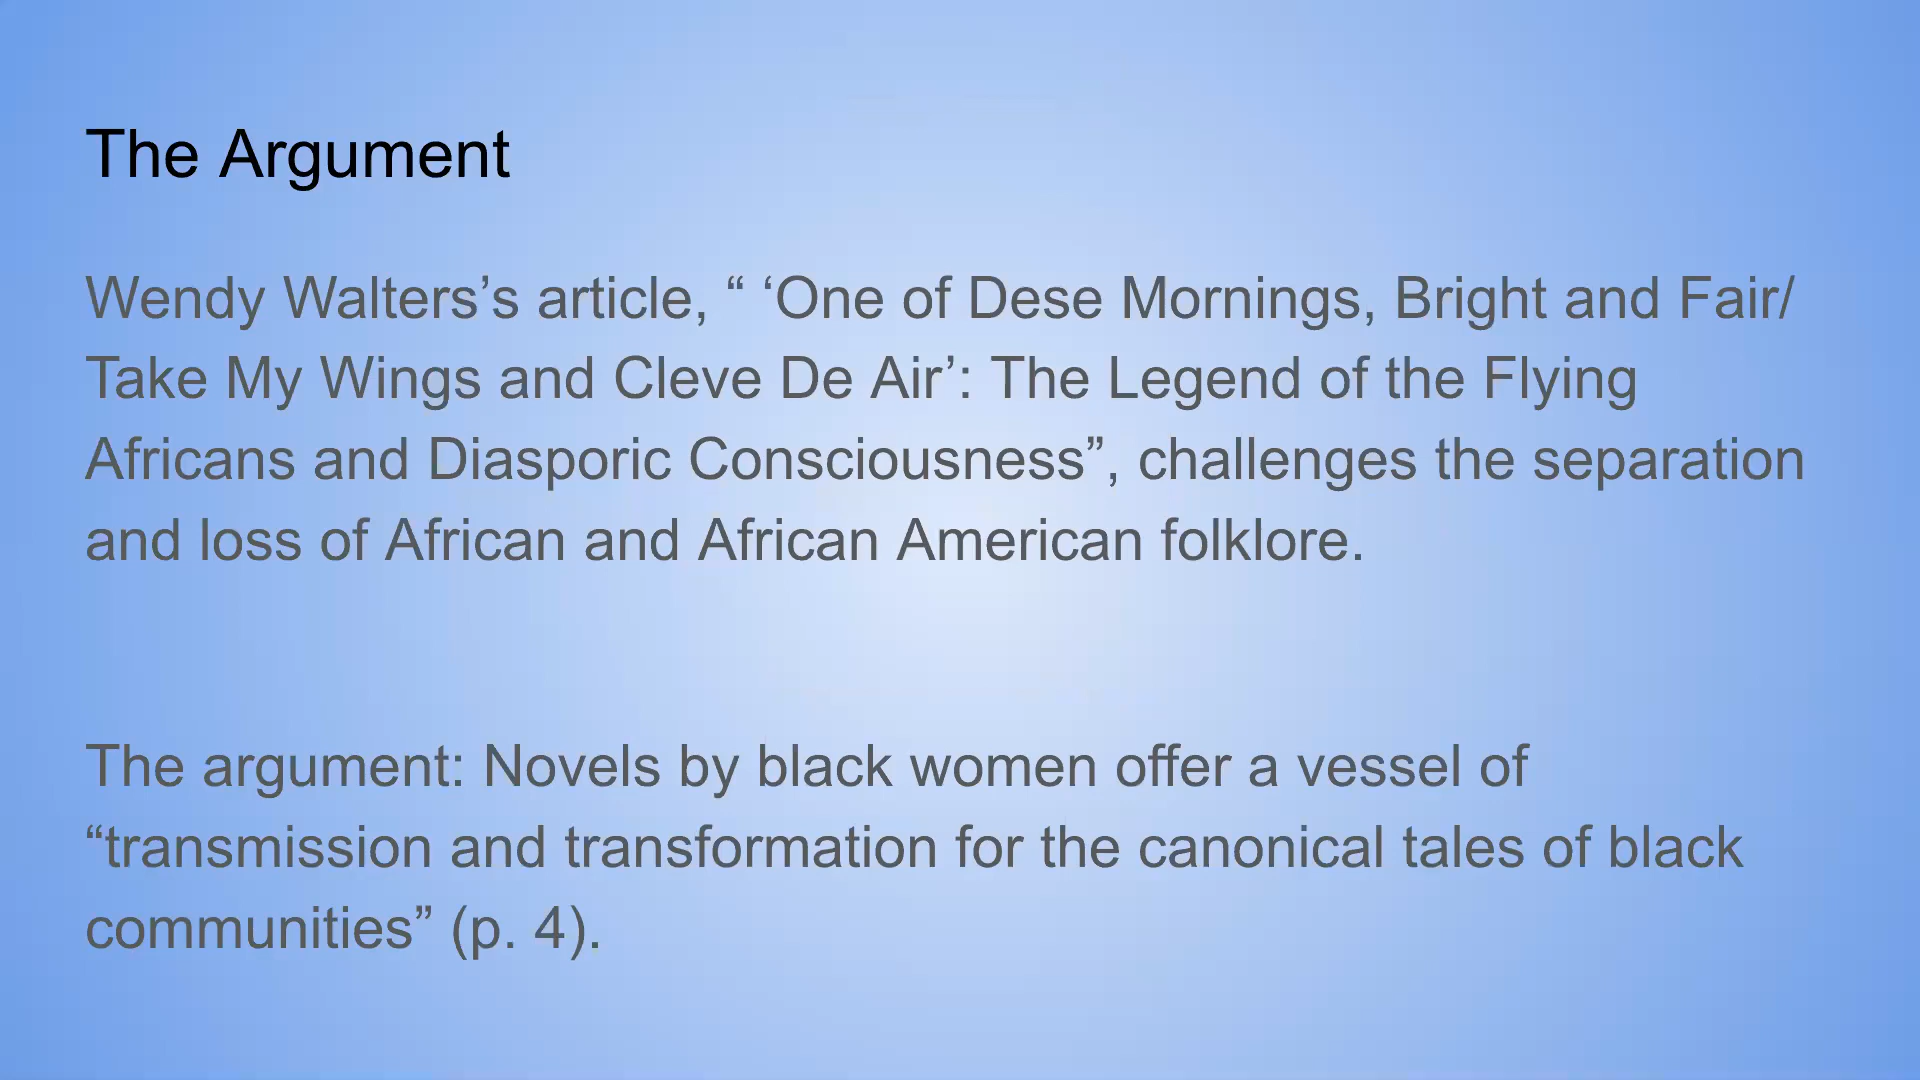 The Argument
Wendy Walters’s article, “ ‘One of Dese Mornings, Bright and Fair/
Take My Wings and Cleve De Air’: The Legend of the Flying
Africans and Diasporic Consciousness”, challenges the separation
and loss of African and African American folklore.
The argument: Novels by black women offer a vessel of
“transmission and transformation for the canonical tales of black
communities” (p. 4).